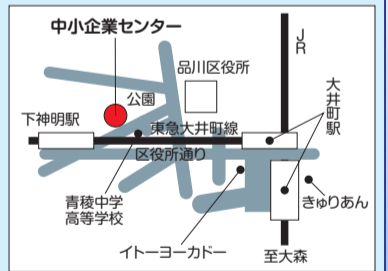 中小企業センター
JR
品川区役所
公園
大井町駅
下神明駅
東急大井町線
区役所通り
青稜中学
高等学校
きゅりあん
イトーヨーカドー
至大森